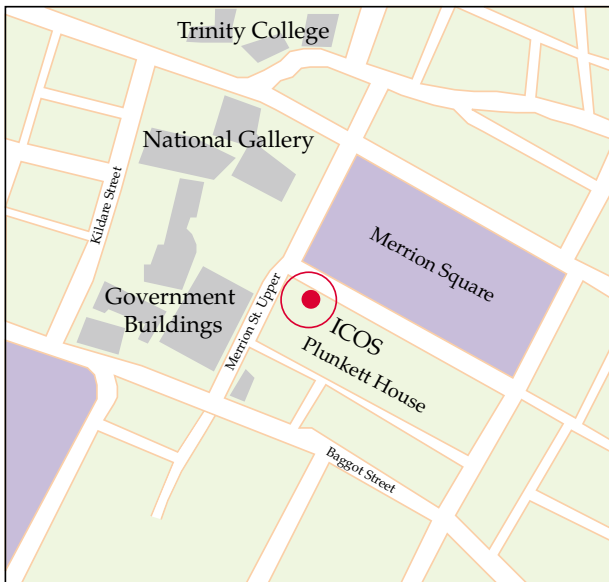 Trinity College
National Gallery
Kildare Street
Merrion Square
Government
Buildings
Merrion St. Upper
ICOS
Plunkett House
Baggot Street